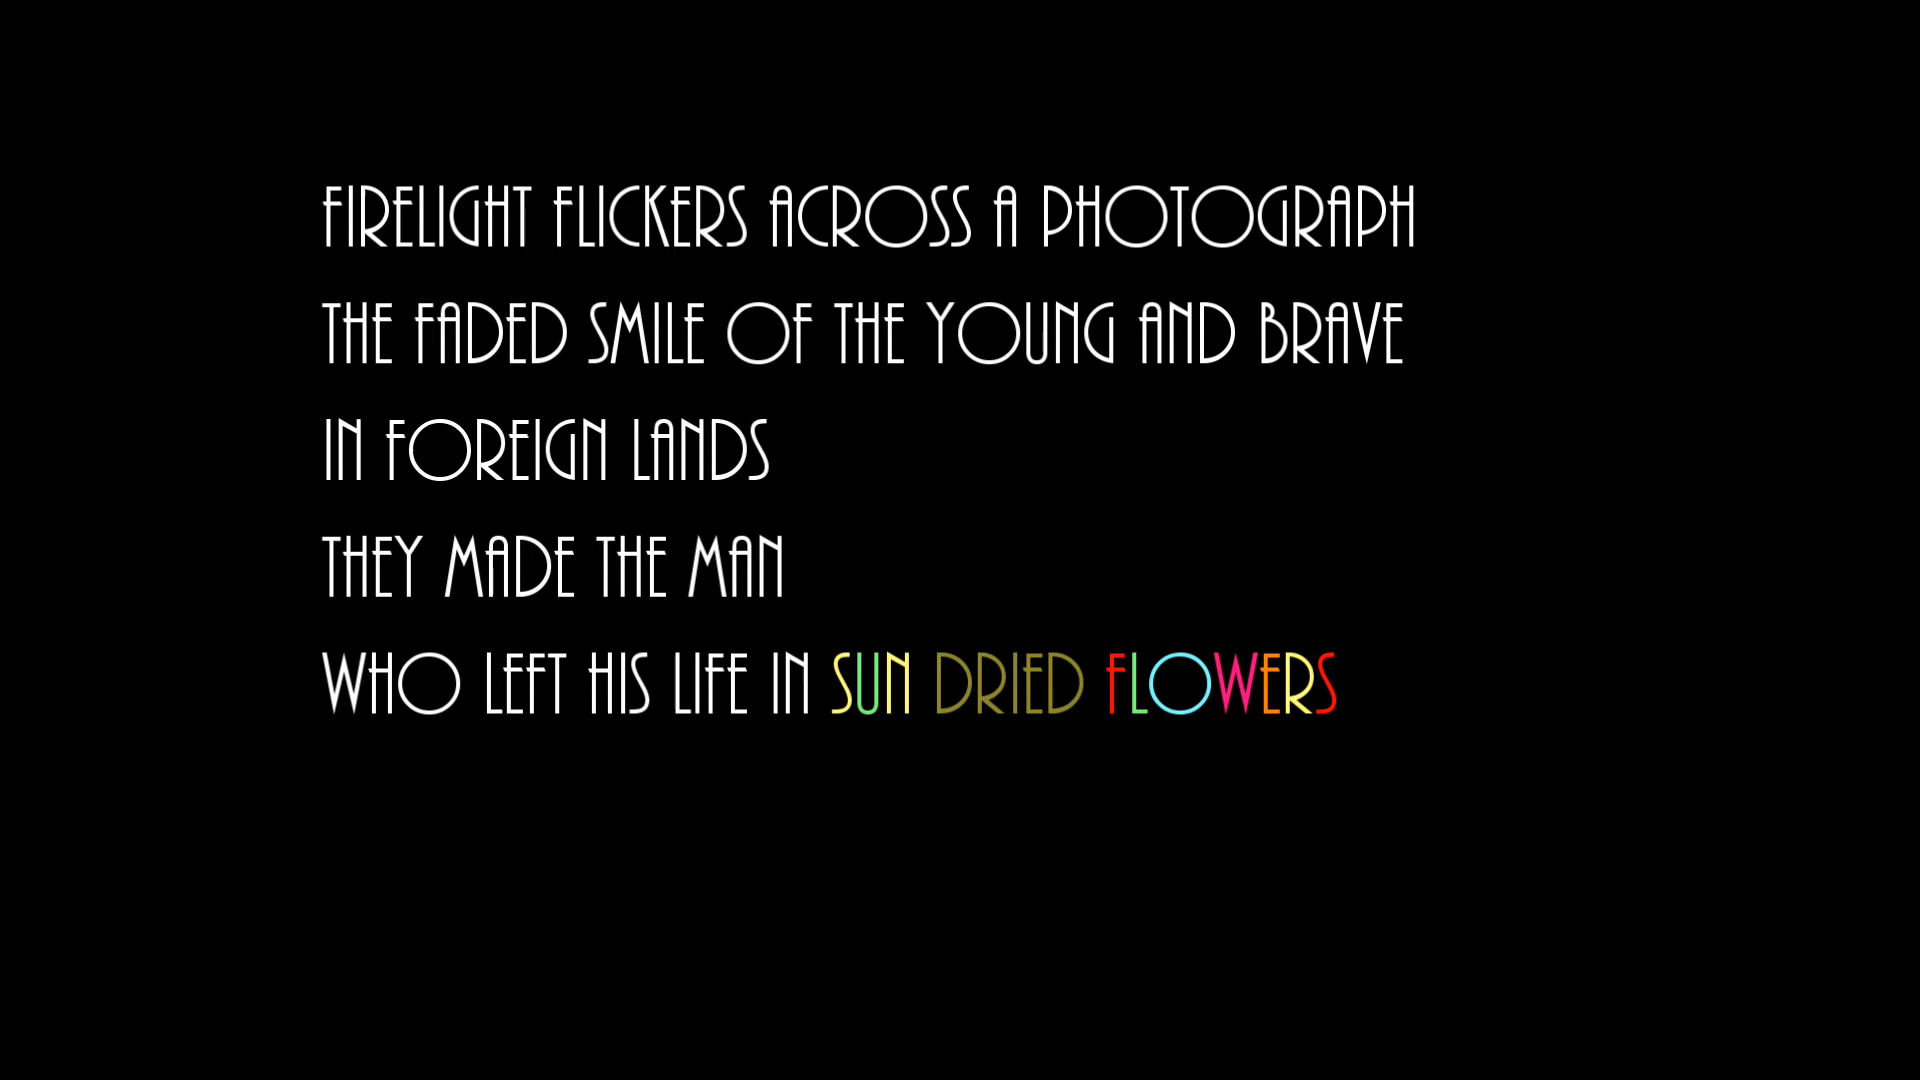 FIRELIGHT FLICKERS ACROSS A PHOTOGRAPH
THE FADED SMILE OF THE YOUNG AND BRAVE
IN FOREIGN LANDS
THEY MADE THE MAN
WHO LEFT HIS LIFE IN SUN DRIED FLOWERS